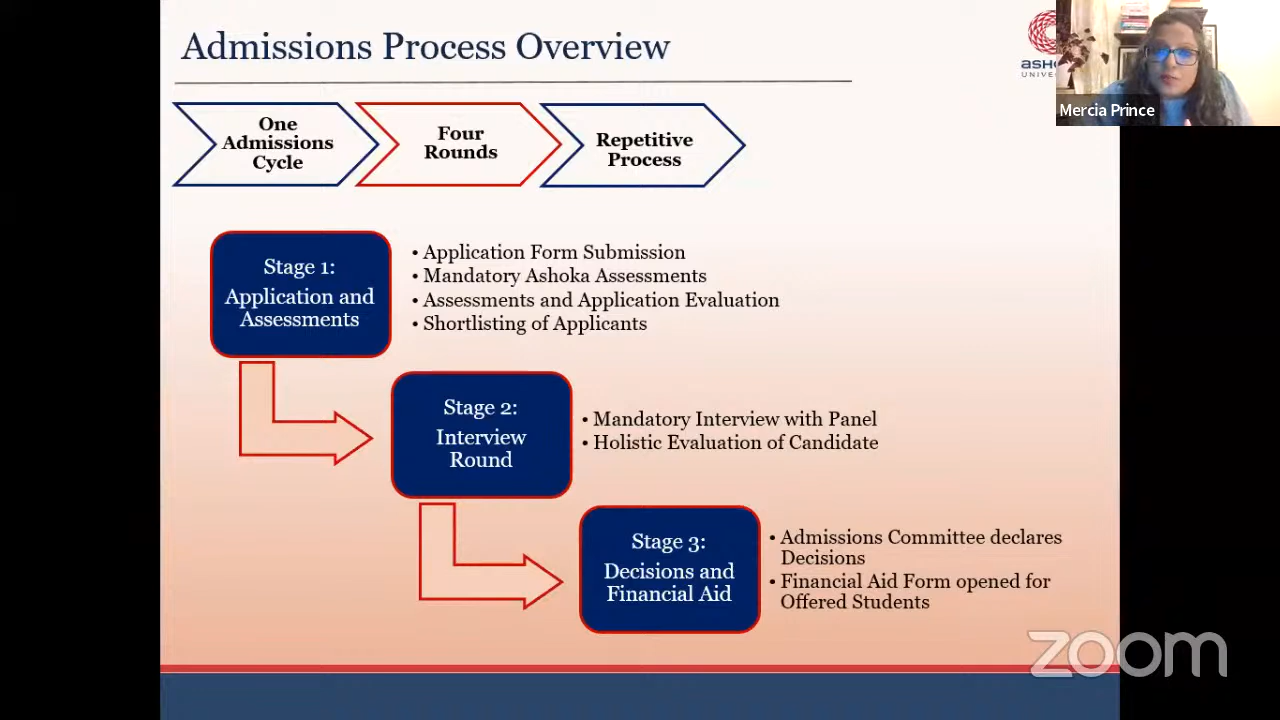 Admissions Process Overview
ASHOKA
UNIVERSITY
Mercia Prince
One
Admissions
Cycle
Four
Rounds
Repetitive
Process
Stage 1:
Application and
Assessments
• Application Form Submission
• Mandatory Ashoka Assessments
• Assessments and Application Evaluation
• Shortlisting of Applicants
Stage 2:
Interview
Round
• Mandatory Interview with Panel
• Holistic Evaluation of Candidate
Stage 3:
Decisions and
Financial Aid
• Admissions Committee declares
Decisions
• Financial Aid Form opened for
Offered Students
zoom